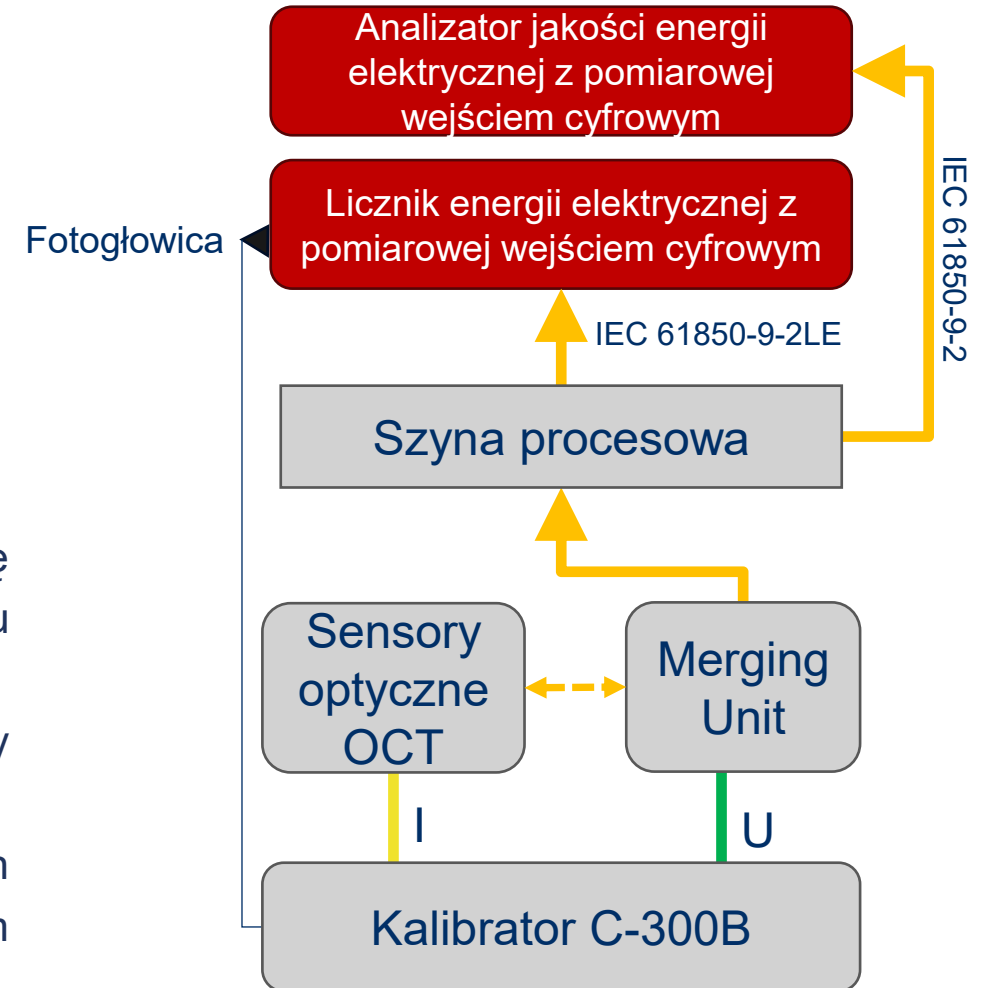 Analizator jakości energii
elektrycznej z pomiarowej
wejściem cyfrowym
IEC 61850-9-2
Licznik energii elektrycznej z
pomiarowej wejściem cyfrowym
Fotogłowica
IEC 61850-9-2LE
Szyna procesowa
Sensory
optyczne
OCT
Merging
Unit
I
U
Kalibrator C-300B